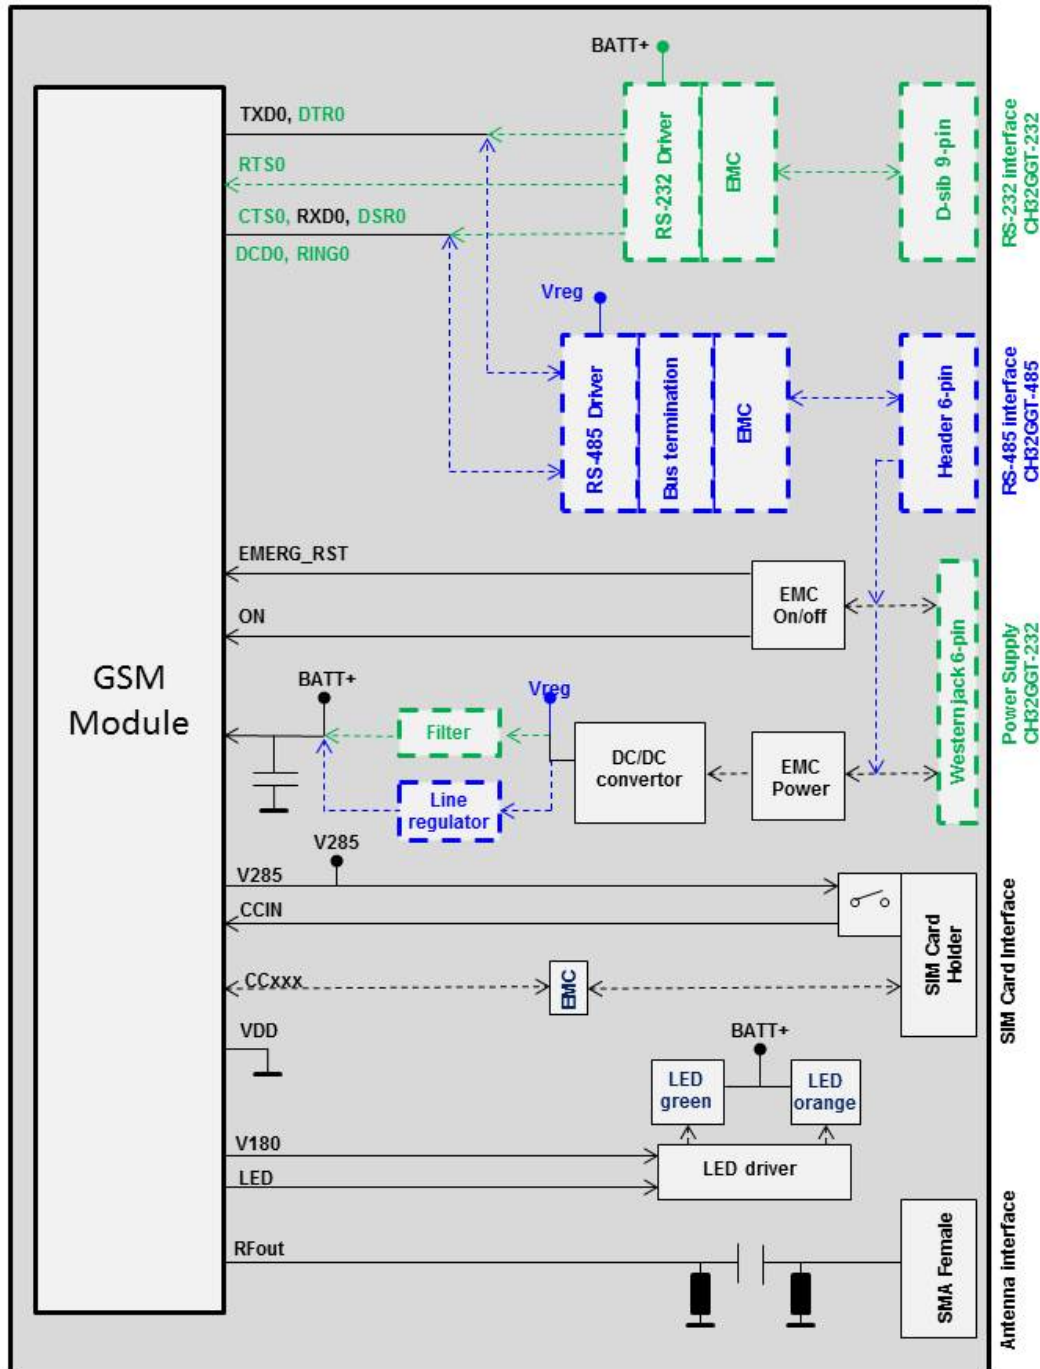 BATT+
TXD0, DTR0
RTS0
CTS0, RXD0, DSR0
DCD0, RING0
RS-232 Driver
EMC
D-sib 9-pin
RS-232 interface
CH32GGT-232
Vreg
RS-485 Driver
Bus termination
EMC
Header 6-pin
RS-485 interface
CH32GGT-485
EMERG_RST
ON
EMC
On/off
Western jack 6-pin
Power Supply
CH32GGT-232
GSM
Module
BATT+
Filter
Vreg
Line
regulator
DC/DC
convertor
EMC
Power
V285
V285
CCIN
CCxxx
EMC
SIM Card
Holder
SIM Card Interface
VDD
BATT+
LED
green
LED
orange
V180
LED
LED driver
RFout
SMA Female
Antenna interface